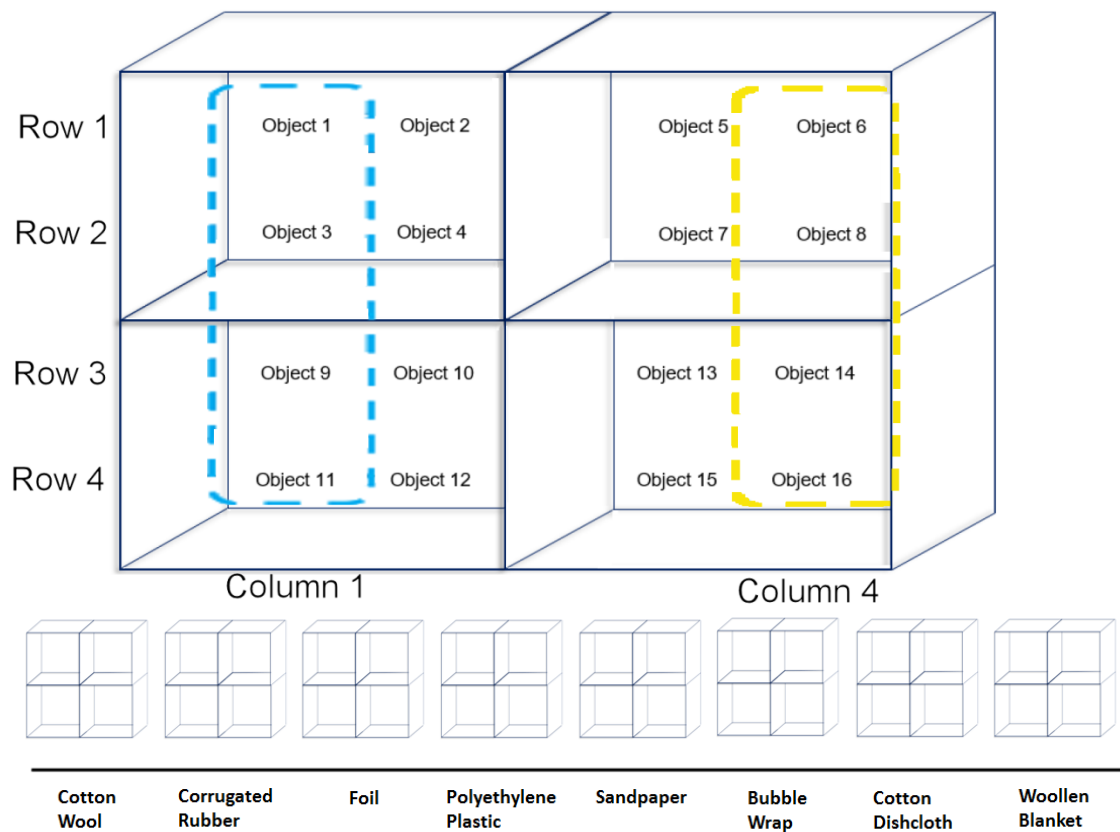 Row 1 Object 1 Object 2 Object 5 Object 6
Row 2 Object 3 Object 4 Object 7 Object 8
Row 3 Object 9 Object 10 Object 13 Object 14
Row 4 Object 11 Object 12 Object 15 Object 16
Column 1 Column 4
Cotton Corrugated Foil Polyethylene Sandpaper Bubble Cotton Woollen
Wool Rubber Plastic Wrap Dishcloth Blanket